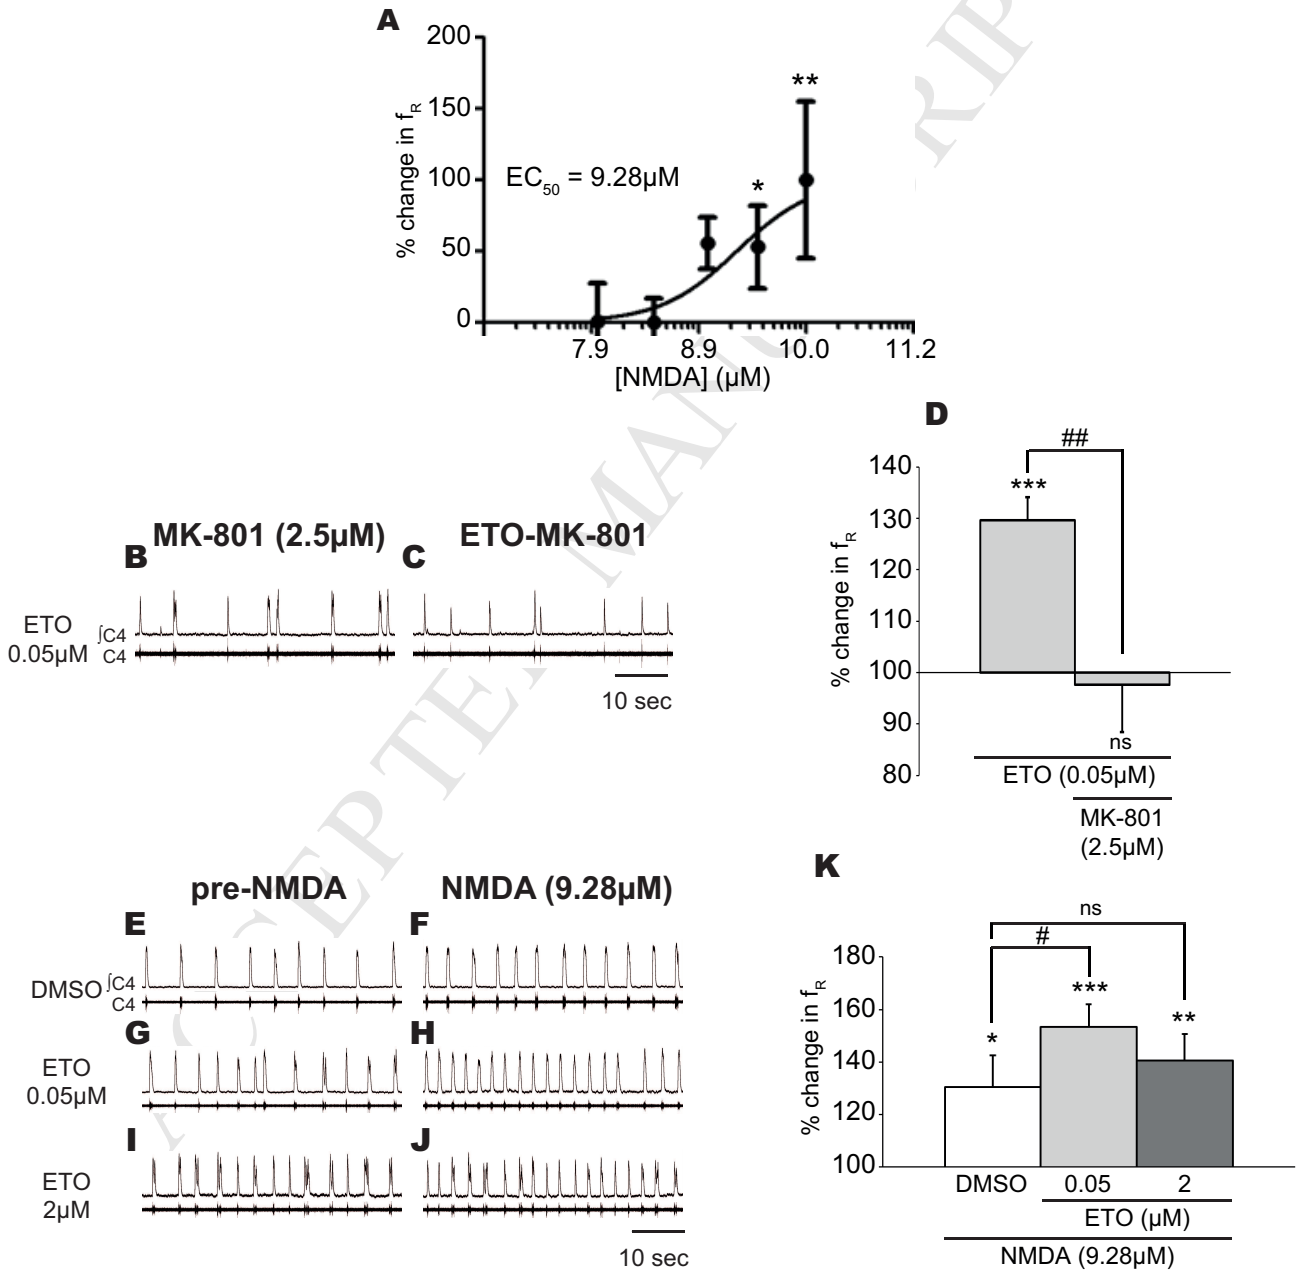 A
200
150
100
50
0
% change in fR
EC50 = 9.28µM
*
**
7.9 8.9 10.0 11.2
[NMDA] (µM)
MK-801 (2.5µM) ETO-MK-801
B C
ETO
0.05µM
∫C4
C4
10 sec
D
##
***
140
130
120
110
100
90
80
% change in fR
ns
ETO (0.05µM)
MK-801
(2.5µM)
pre-NMDA NMDA (9.28µM)
E F
DMSO
∫C4
C4
G H
ETO
0.05µM
I J
ETO
2µM
10 sec
K
ns
#
***
**
*
180
160
140
120
100
% change in fR
DMSO 0.05 2
ETO (µM)
NMDA (9.28µM)
ACCEPTED MANUSCRIPT